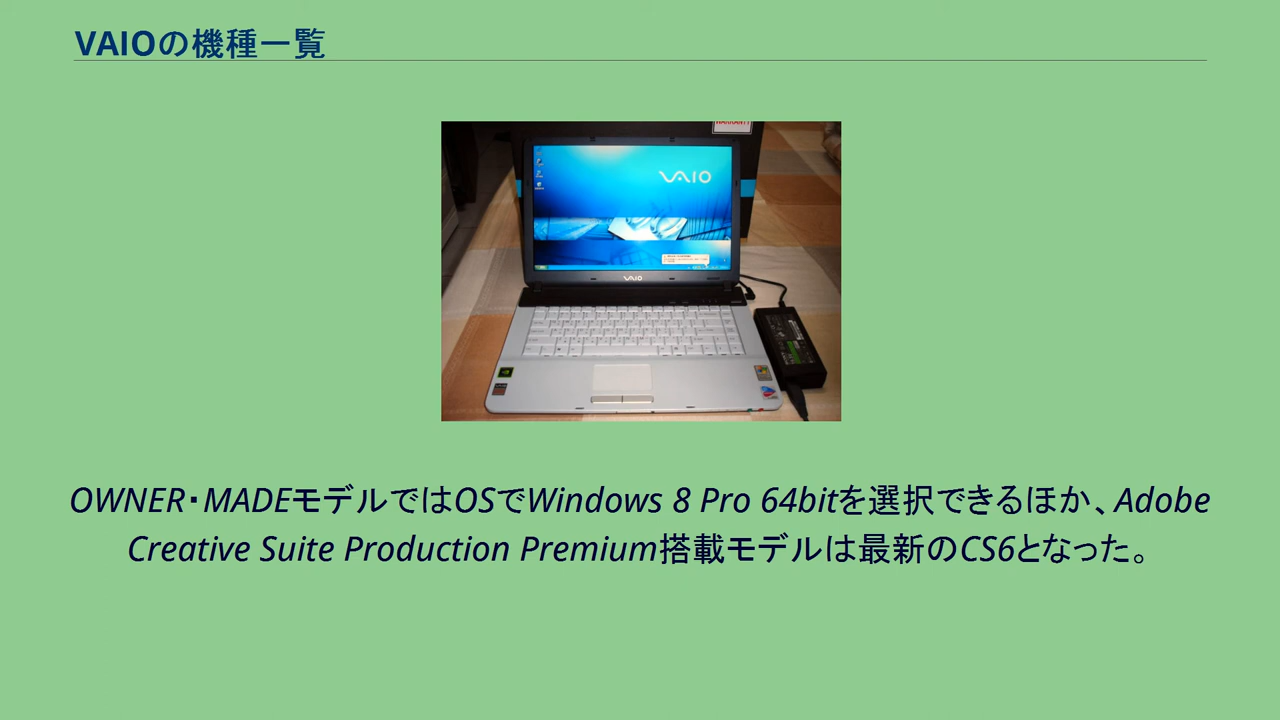 VAIOの機種一覧
VAIO
VAIO
OWNER・MADEモデルではOSでWindows 8 Pro 64bitを選択できるほか、Adobe
Creative Suite Production Premium搭載モデルは最新のCS6となった。